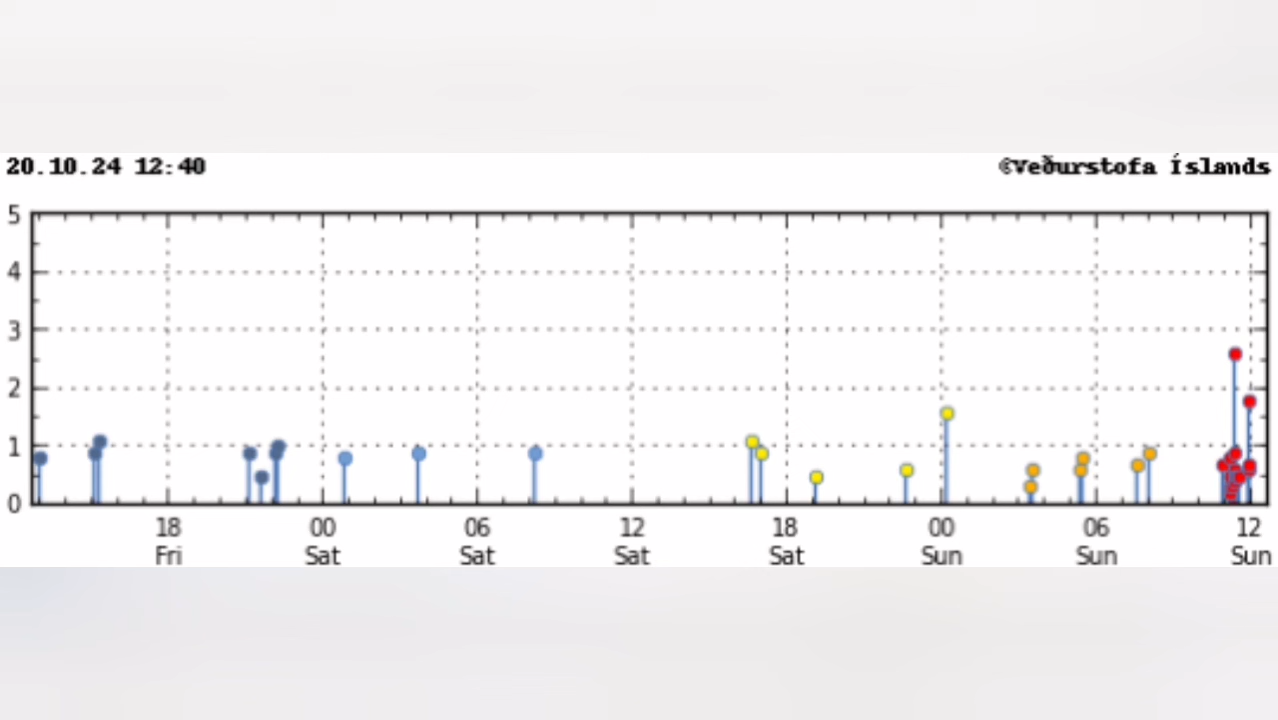 20.10.24 12:40 ©Veðurstofa Íslands
5
4
3
2
1
0
18 00 06 12 18 00 06 12
Fri Sat Sat Sat Sat Sun Sun Sun